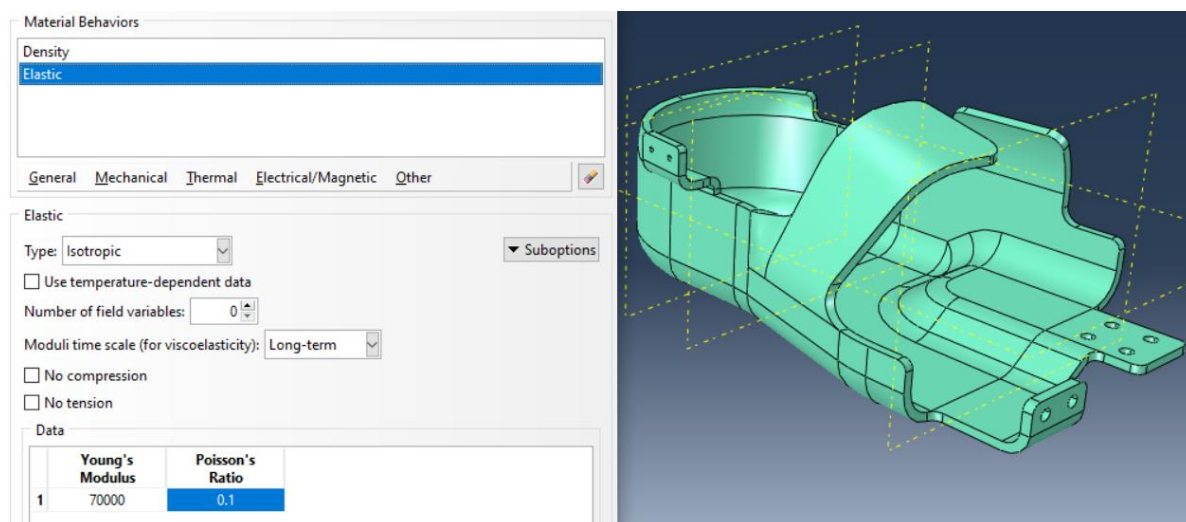 Material Behaviors
Density
Elastic
General Mechanical Thermal Electrical/Magnetic Other
Elastic
Type: Isotropic Suboptions
Use temperature-dependent data
Number of field variables: 0
Moduli time scale (for viscoelasticity): Long-term
No compression
No tension
Data
Young's Poisson's
Modulus Ratio
1 70000 0.1